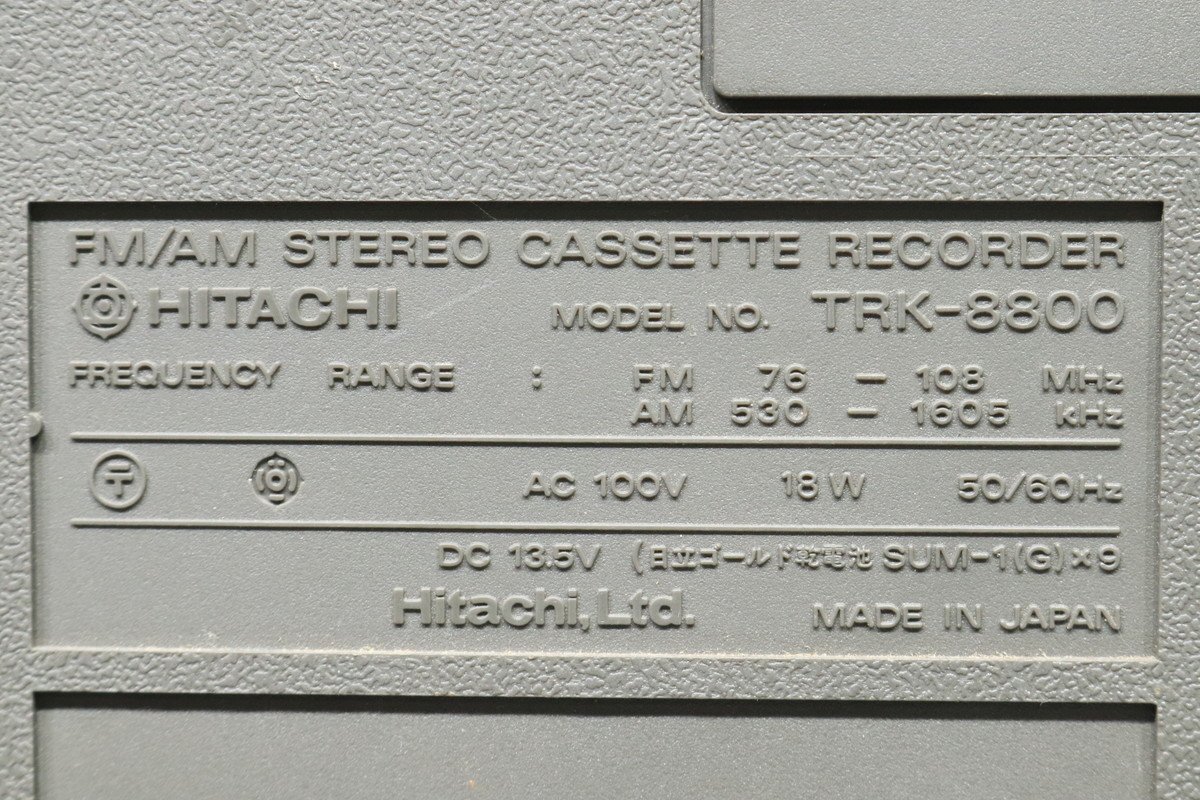 FM/AM STEREO CASSETTE RECORDER
HITACHI MODEL NO. TRK-8800
FREQUENCY RANGE : FM 76 - 108 MHz
AM 530 - 1605 kHz
〒 AC 100V 18W 50/60Hz
DC 13.5V (日立ゴールド乾電池 SUM-1(G)×9
Hitachi, Ltd. MADE IN JAPAN